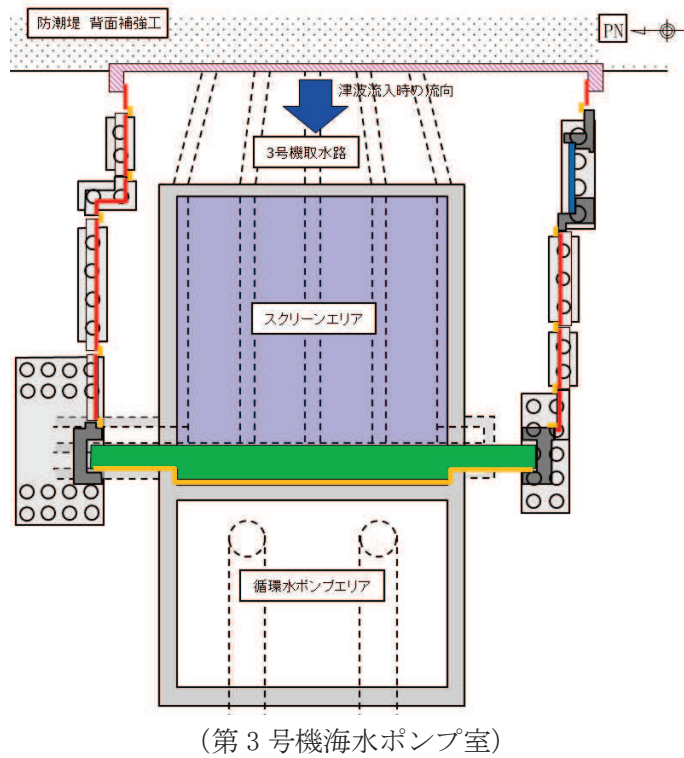 防潮堤 背面補強工
PN
津波流入時の流向
3号機取水路
スクリーンエリア
循環水ポンプエリア
(第3号機海水ポンプ室)